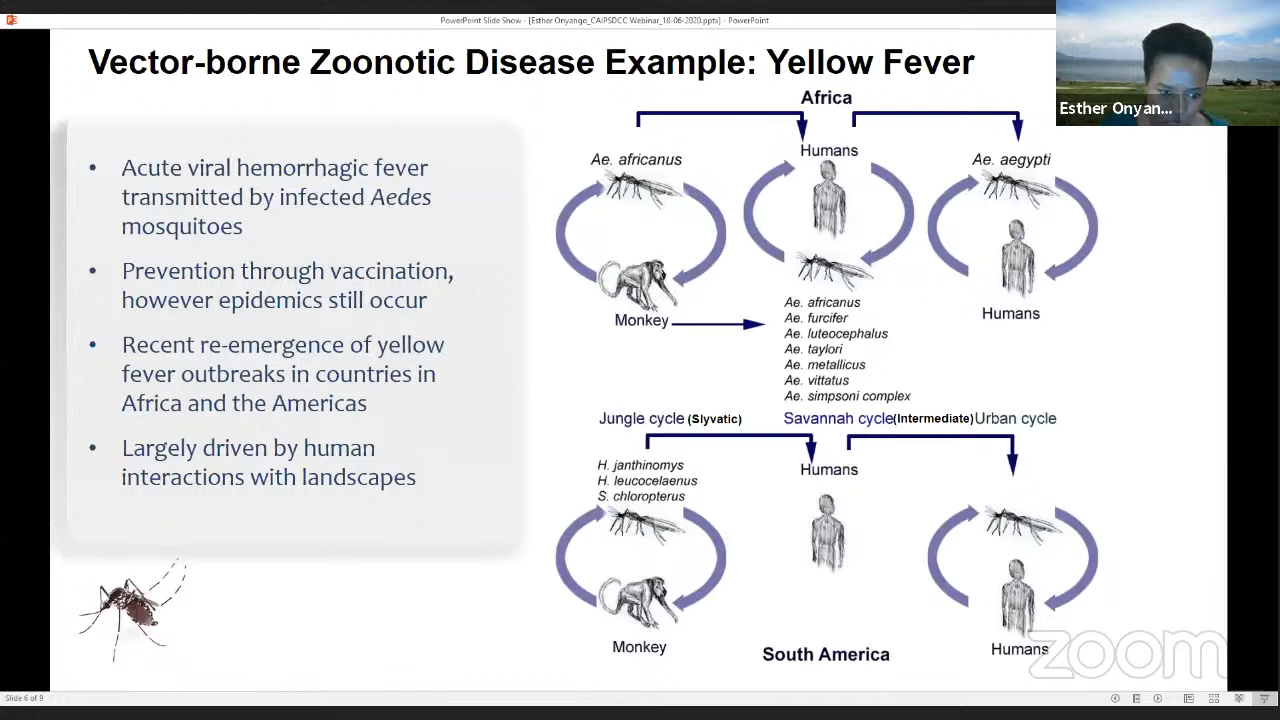 PowerPoint Slide Show - [Esther Onyango_CAIPSDCC Webinar_18-06-2020.pptx] - PowerPoint
Vector-borne Zoonotic Disease Example: Yellow Fever
Esther Onyan...
• Acute viral hemorrhagic fever
transmitted by infected Aedes
mosquitoes
• Prevention through vaccination,
however epidemics still occur
• Recent re-emergence of yellow
fever outbreaks in countries in
Africa and the Americas
• Largely driven by human
interactions with landscapes
Africa
Ae. africanus
Humans
Ae. aegypti
Monkey
Ae. africanus
Ae. furcifer
Ae. luteocephalus
Ae. taylori
Ae. metallicus
Ae. vittatus
Ae. simpsoni complex
Humans
Jungle cycle (Slyvatic)
Savannah cycle(Intermediate)
Urban cycle
H. janthinomys
H. leucocelaenus
S. chloropterus
Humans
Monkey
South America
Humans
zoom
Slide 6 of 9